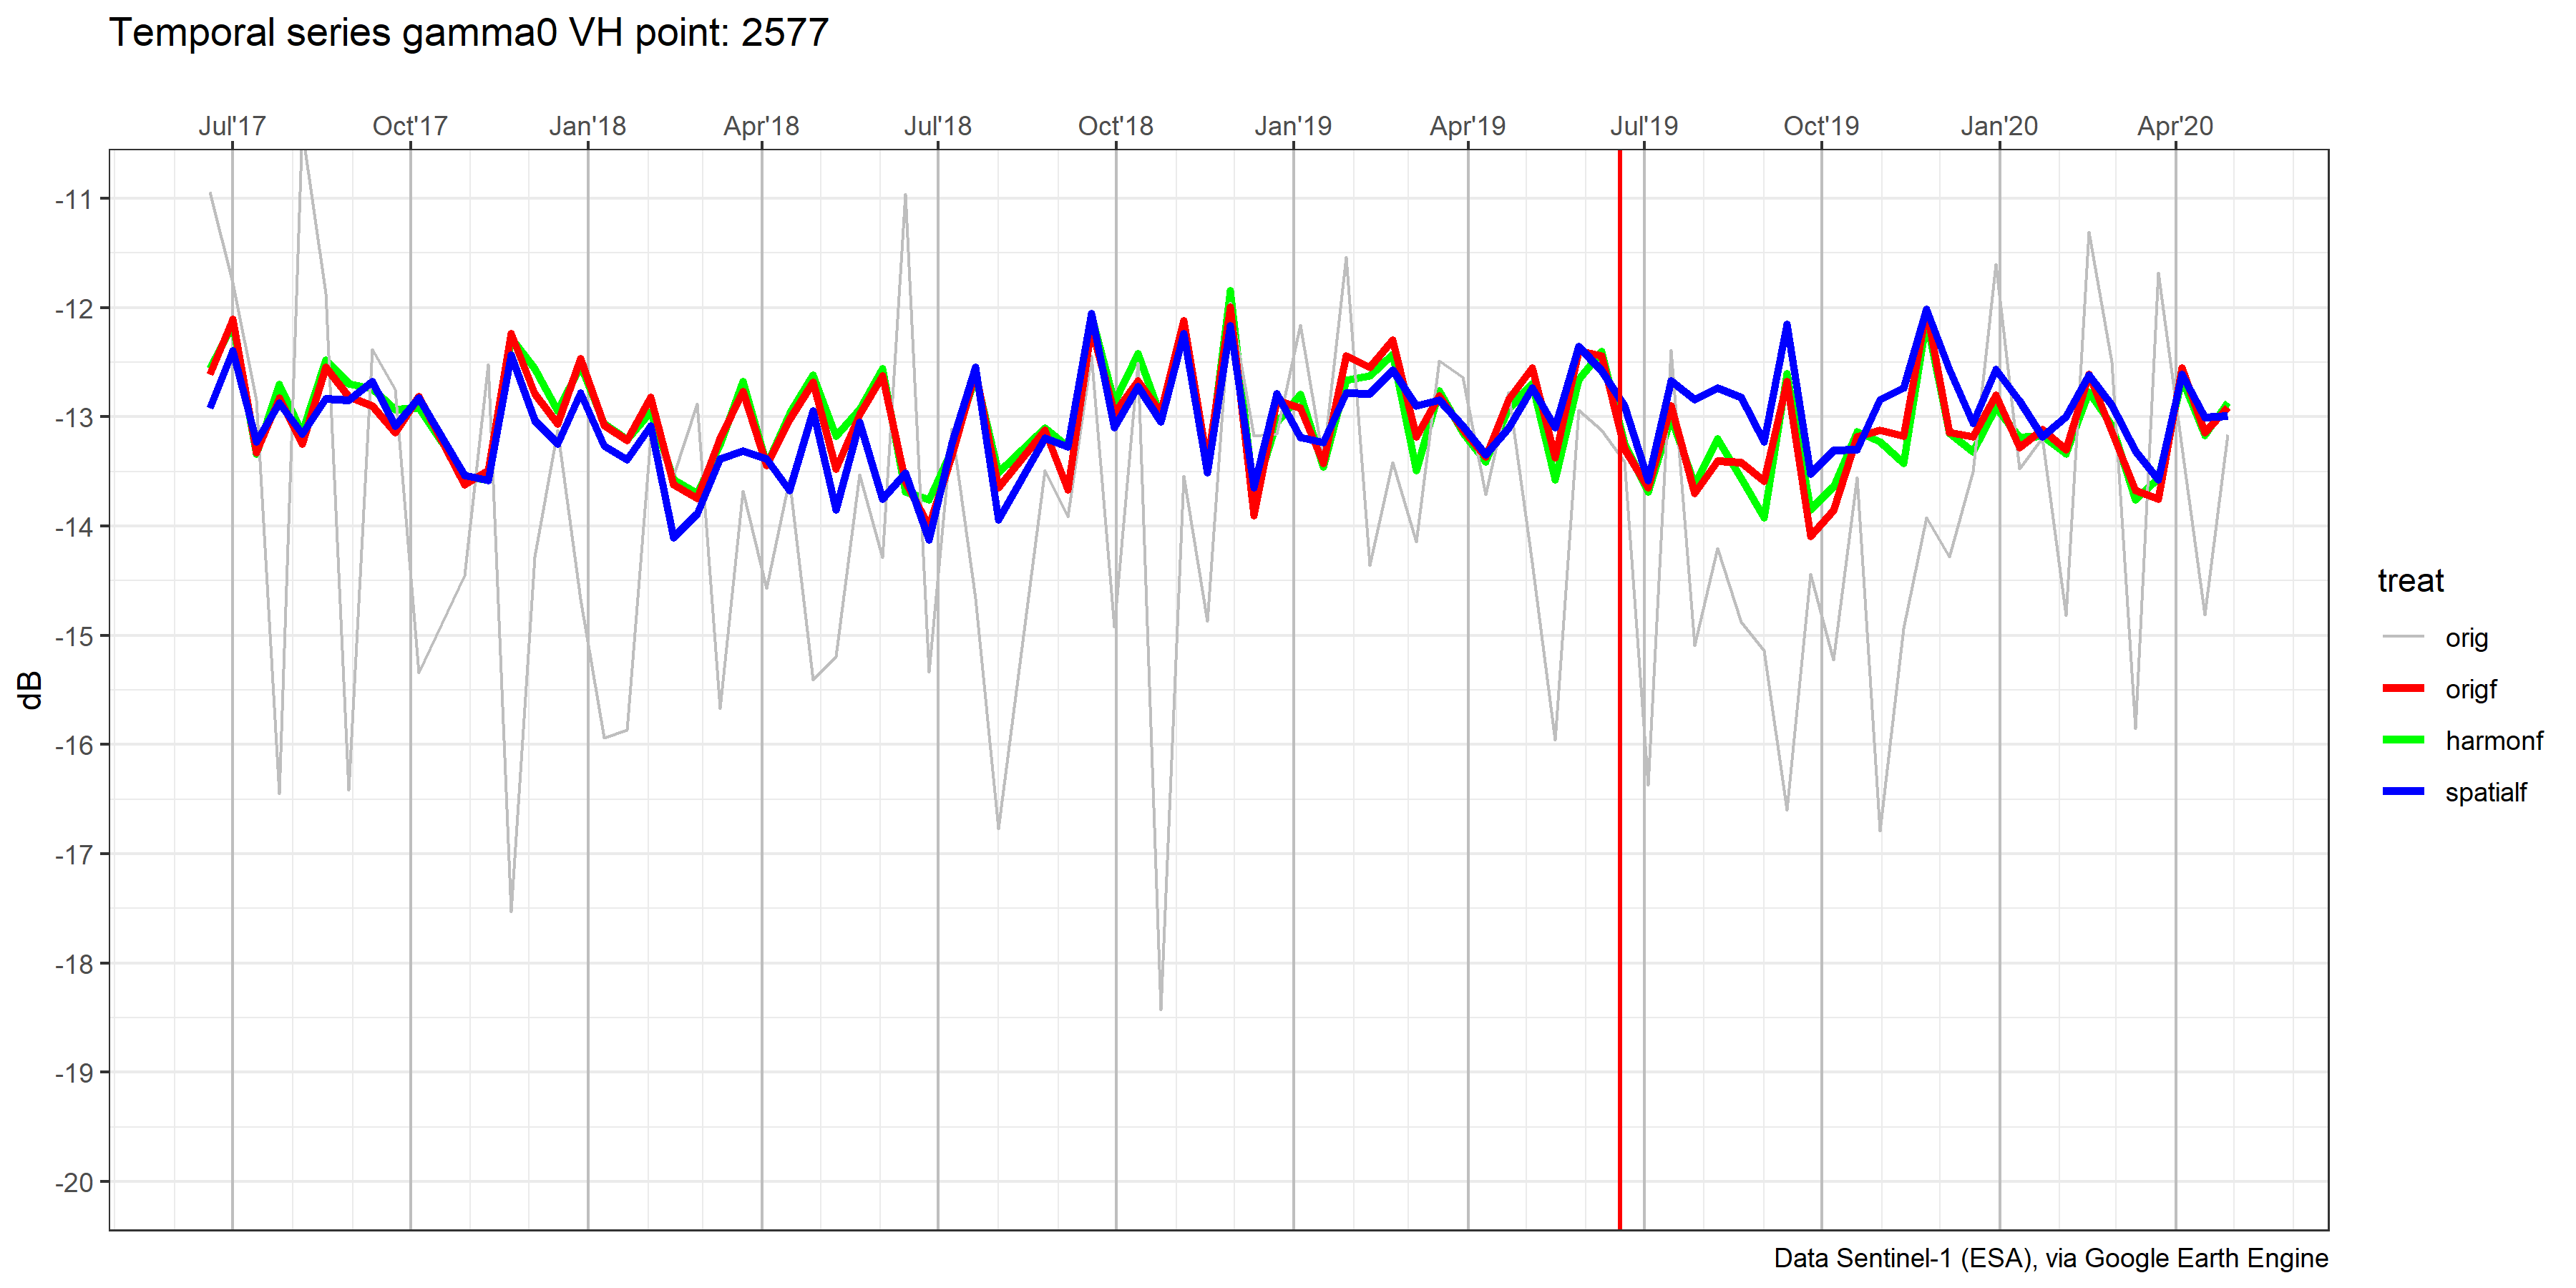 Temporal series gamma0 VH point: 2577
Jul'17 Oct'17 Jan'18 Apr'18 Jul'18 Oct'18 Jan'19 Apr'19 Jul'19 Oct'19 Jan'20 Apr'20
-11
-12
-13
-14
-15
-16
-17
-18
-19
-20
dB
treat
orig
origf
harmonf
spatialf
Data Sentinel-1 (ESA), via Google Earth Engine